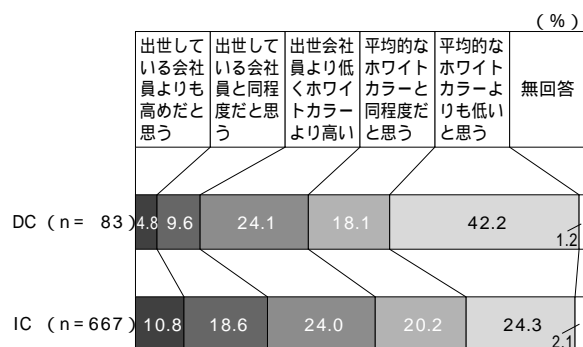 (%)
出世して
いる会社
員よりも
高めだと
思う
出世して
いる会社
員と同程
度だと思
う
出世会社
員より低
くホワイ
トカラー
より高い
平均的な
ホワイト
カラーと
同程度だ
と思う
平均的な
ホワイト
カラーよ
りも低い
と思う
無回答
DC (n= 83) 4.8 9.6 24.1 18.1 42.2 1.2
IC (n=667) 10.8 18.6 24.0 20.2 24.3 2.1